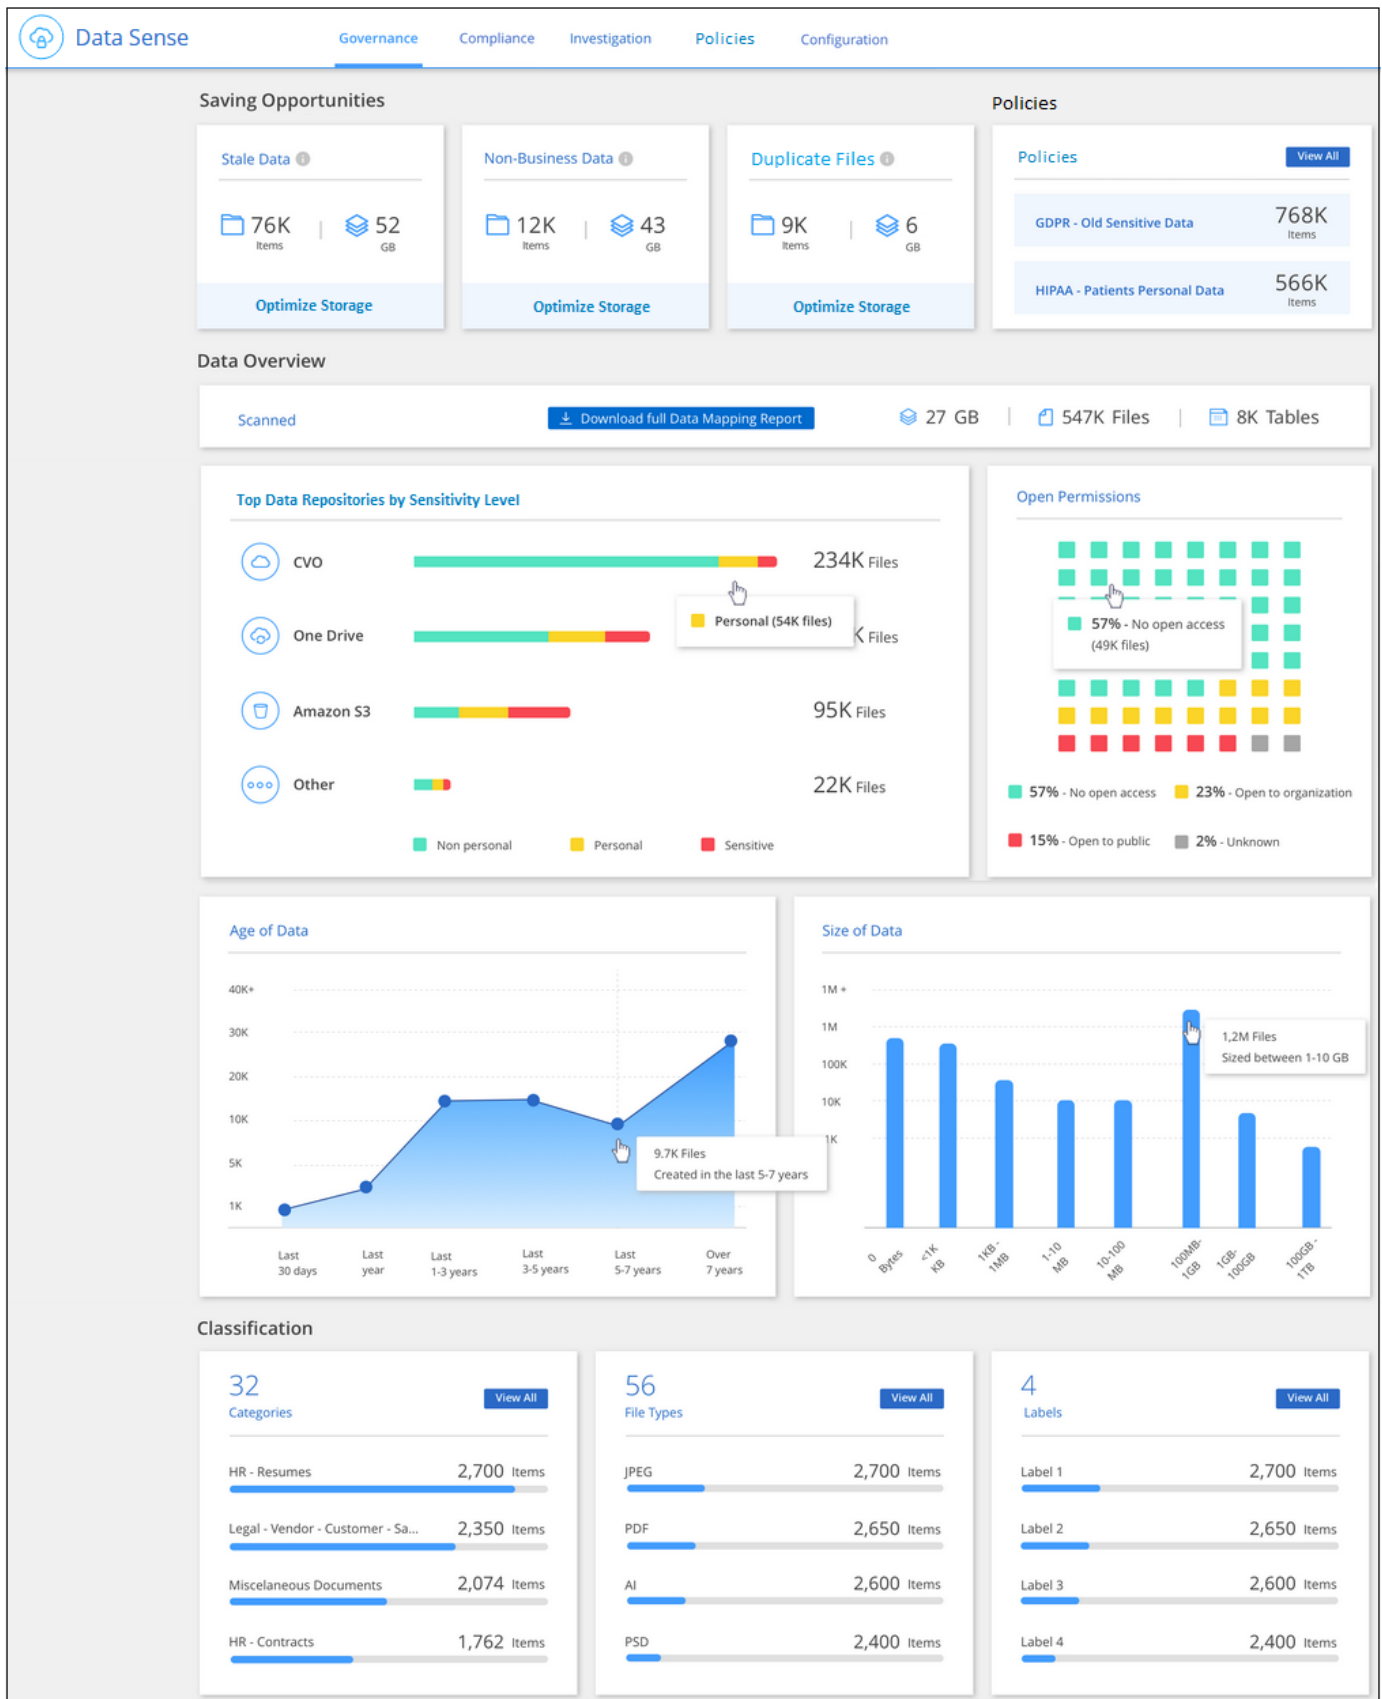 Data Sense
Governance
Compliance
Investigation
Policies
Configuration
Saving Opportunities
Policies
Stale Data
76K
Items
52
GB
Optimize Storage
Non-Business Data
12K
Items
43
GB
Optimize Storage
Duplicate Files
9K
Items
6
GB
Optimize Storage
Policies
View All
GDPR - Old Sensitive Data
768K
Items
HIPAA - Patients Personal Data
566K
Items
Data Overview
Scanned
Download full Data Mapping Report
27 GB
547K Files
8K Tables
Top Data Repositories by Sensitivity Level
CVO
234K Files
Personal (54K files)
One Drive
K Files
Amazon S3
95K Files
Other
22K Files
Non personal
Personal
Sensitive
Open Permissions
57% - No open access
(49K files)
57% - No open access
23% - Open to organization
15% - Open to public
2% - Unknown
Age of Data
40K+
30K
20K
10K
5K
1K
9.7K Files
Created in the last 5-7 years
Last
30 days
Last
year
Last
1-3 years
Last
3-5 years
Last
5-7 years
Over
7 years
Size of Data
1M +
1M
100K
10K
1K
1,2M Files
Sized between 1-10 GB
0
Bytes
<1K
KB
1KB -
1MB
1-10
MB
10-100
MB
100MB-
1GB
1GB-
100GB
100GB -
1TB
Classification
32
Categories
View All
HR - Resumes
2,700 Items
Legal - Vendor - Customer - Sa...
2,350 Items
Miscelaneous Documents
2,074 Items
HR - Contracts
1,762 Items
56
File Types
View All
JPEG
2,700 Items
PDF
2,650 Items
AI
2,600 Items
PSD
2,400 Items
4
Labels
View All
Label 1
2,700 Items
Label 2
2,650 Items
Label 3
2,600 Items
Label 4
2,400 Items